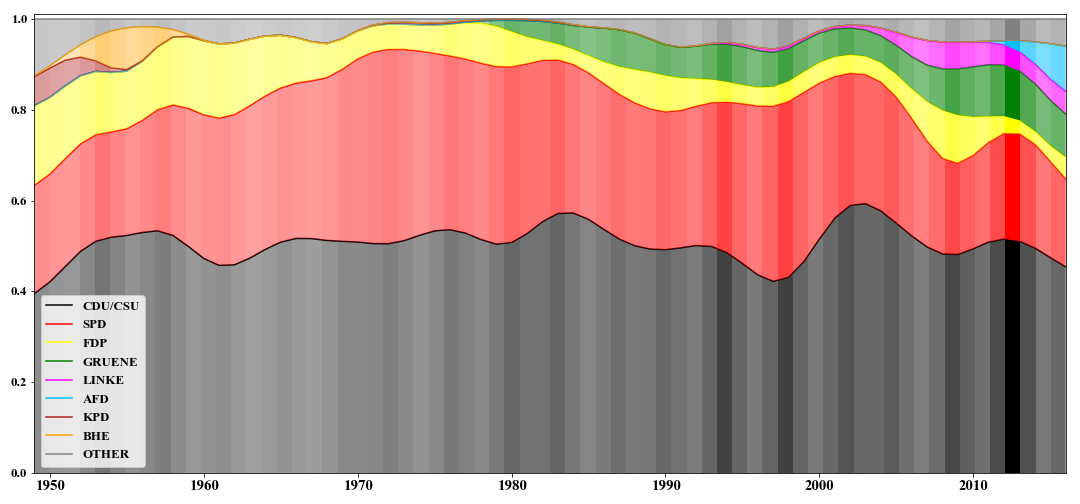 1.0
0.8
0.6
0.4
0.2
0.0
CDU/CSU
SPD
FDP
GRUENE
LINKE
AFD
KPD
BHE
OTHER
1950 1960 1970 1980 1990 2000 2010